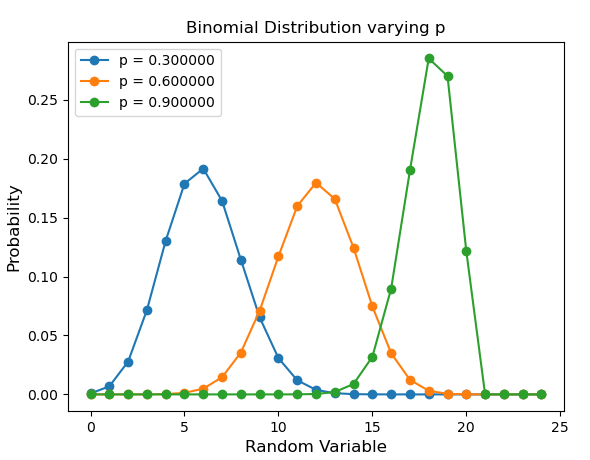 Binomial Distribution varying p
p = 0.300000
p = 0.600000
p = 0.900000
Probability
0.25
0.20
0.15
0.10
0.05
0.00
0 5 10 15 20 25
Random Variable